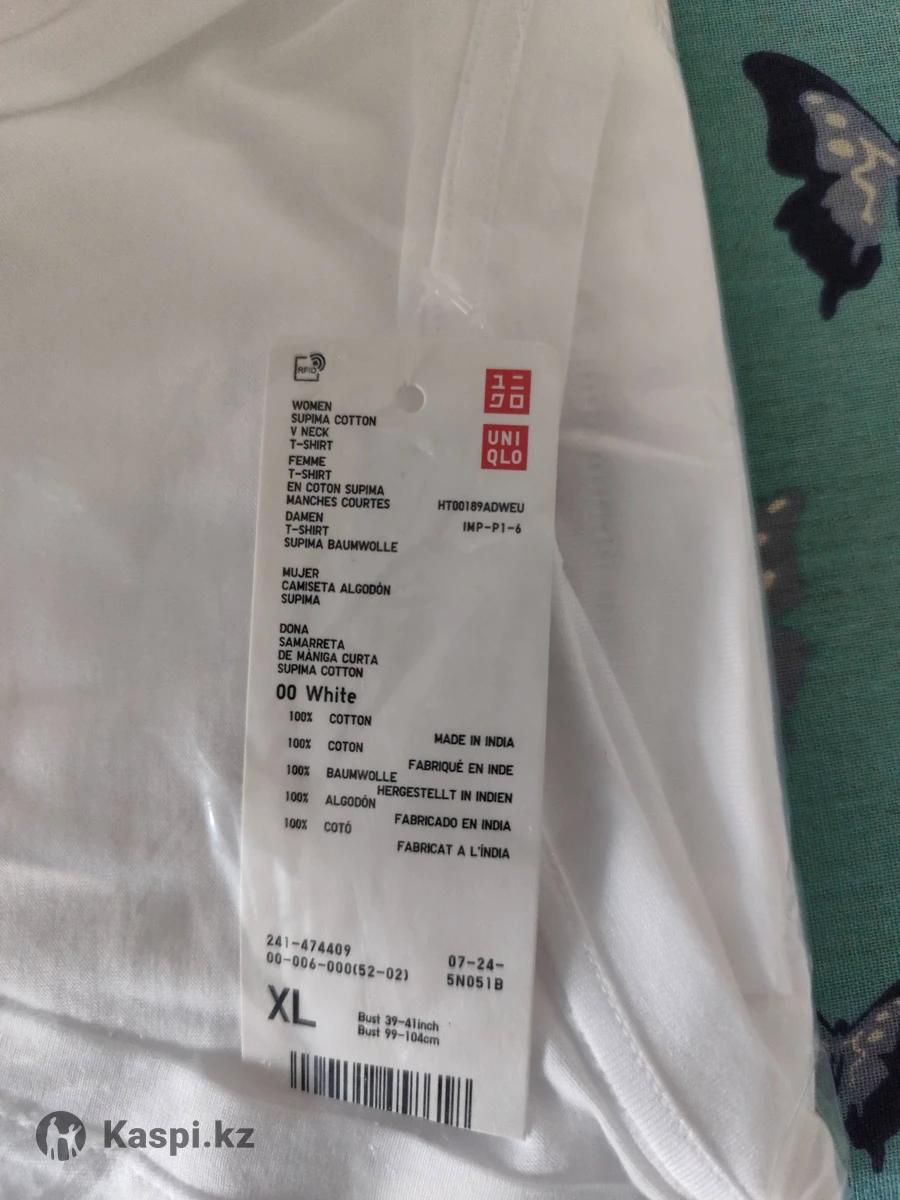 RFID
ユニ
クロ
UNI
QLO
WOMEN
SUPIMA COTTON
V NECK
T-SHIRT
FEMME
T-SHIRT
EN COTON SUPIMA
MANCHES COURTES
HT00189ADWEU
IMP-P1-6
DAMEN
T-SHIRT
SUPIMA BAUMWOLLE
MUJER
CAMISETA ALGODÓN
SUPIMA
DONA
SAMARRETA
DE MÀNIGA CURTA
SUPIMA COTTON
00 White
100% COTTON
MADE IN INDIA
100% COTON
FABRIQUÉ EN INDE
100% BAUMWOLLE
HERGESTELLT IN INDIEN
100% ALGODÓN
FABRICADO EN INDIA
100% COTÓ
FABRICAT A L'ÍNDIA
241-474409
00-006-000(52-02)
07-24-
5N051B
XL
Bust 39-41inch
Bust 99-104cm
Kaspi.kz